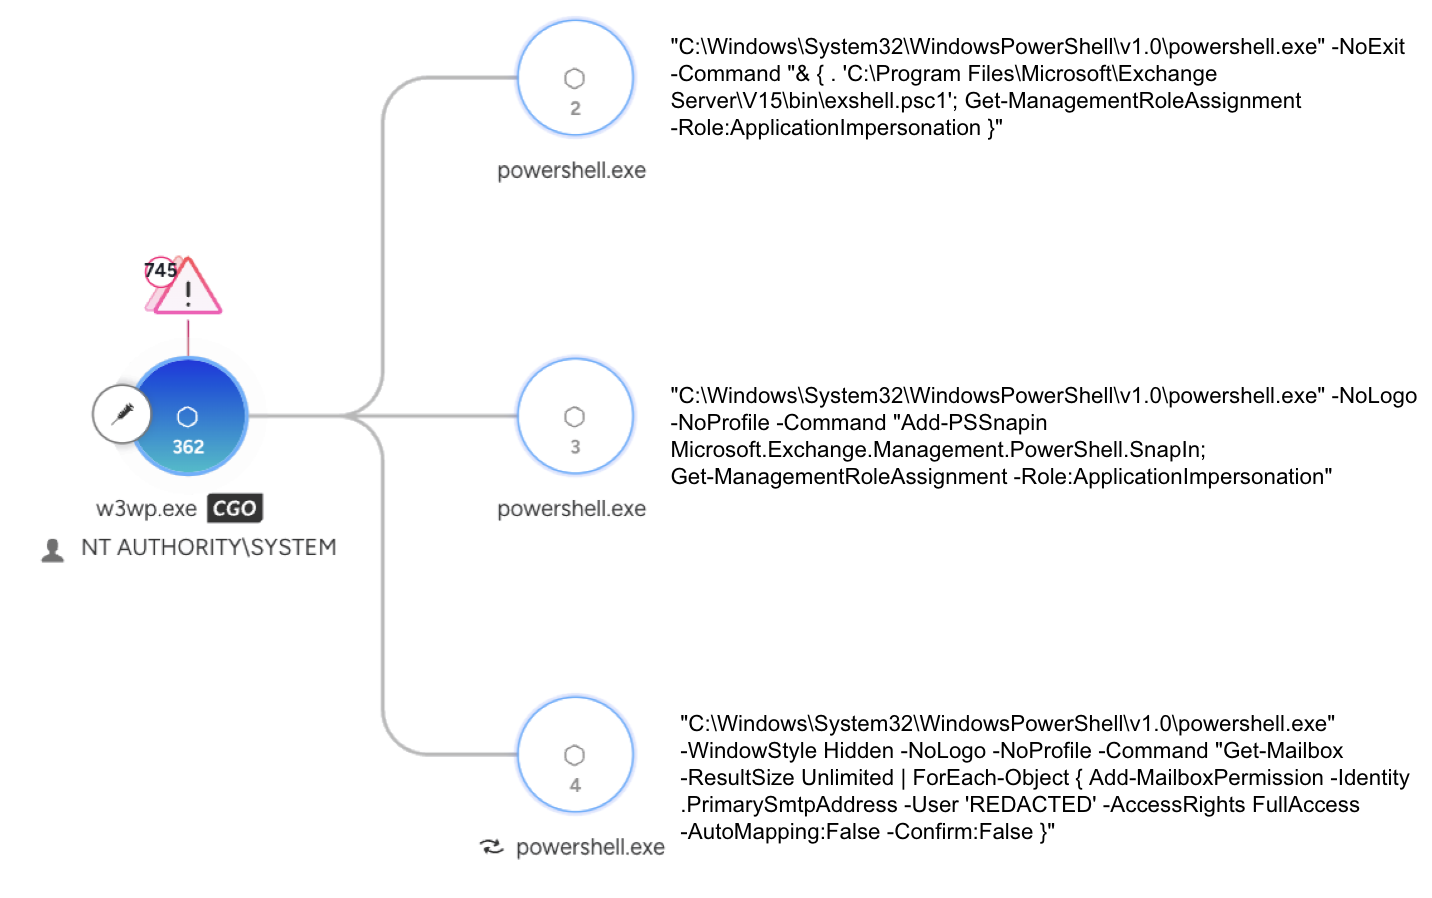 "C:\Windows\System32\WindowsPowerShell\v1.0\powershell.exe" -NoExit
-Command "& { . 'C:\Program Files\Microsoft\Exchange
Server\V15\bin\exshell.psc1'; Get-ManagementRoleAssignment
-Role:ApplicationImpersonation }"
2
powershell.exe
745
!
362
w3wp.exe CGO
NT AUTHORITY\SYSTEM
"C:\Windows\System32\WindowsPowerShell\v1.0\powershell.exe" -NoLogo
-NoProfile -Command "Add-PSSnapin
Microsoft.Exchange.Management.PowerShell.SnapIn;
Get-ManagementRoleAssignment -Role:ApplicationImpersonation"
3
powershell.exe
"C:\Windows\System32\WindowsPowerShell\v1.0\powershell.exe"
-WindowStyle Hidden -NoLogo -NoProfile -Command "Get-Mailbox
-ResultSize Unlimited | ForEach-Object { Add-MailboxPermission -Identity
.PrimarySmtpAddress -User 'REDACTED' -AccessRights FullAccess
-AutoMapping:False -Confirm:False }"
4
powershell.exe